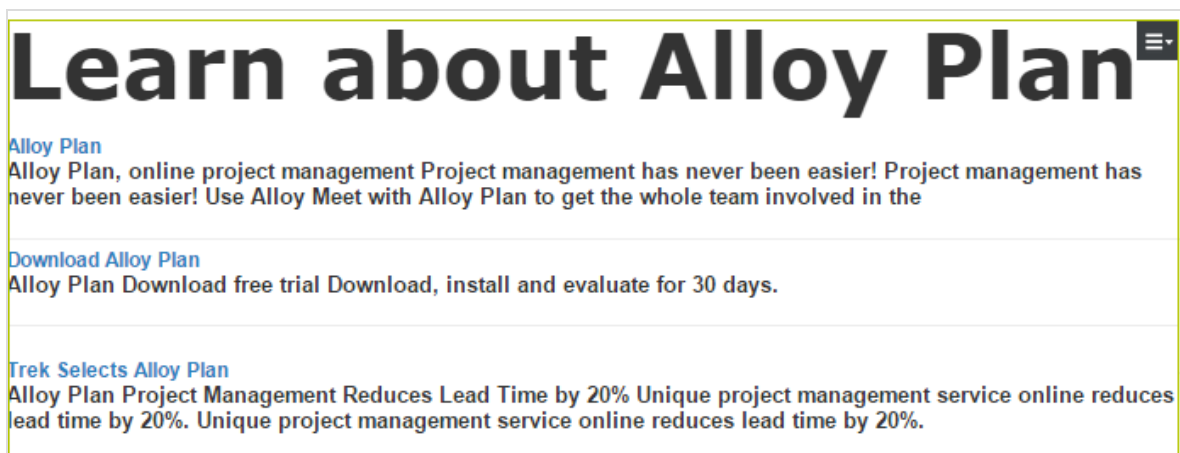 Learn about Alloy Plan
Alloy Plan
Alloy Plan, online project management Project management has never been easier! Project management has
never been easier! Use Alloy Meet with Alloy Plan to get the whole team involved in the
Download Alloy Plan
Alloy Plan Download free trial Download, install and evaluate for 30 days.
Trek Selects Alloy Plan
Alloy Plan Project Management Reduces Lead Time by 20% Unique project management service online reduces
lead time by 20%. Unique project management service online reduces lead time by 20%.